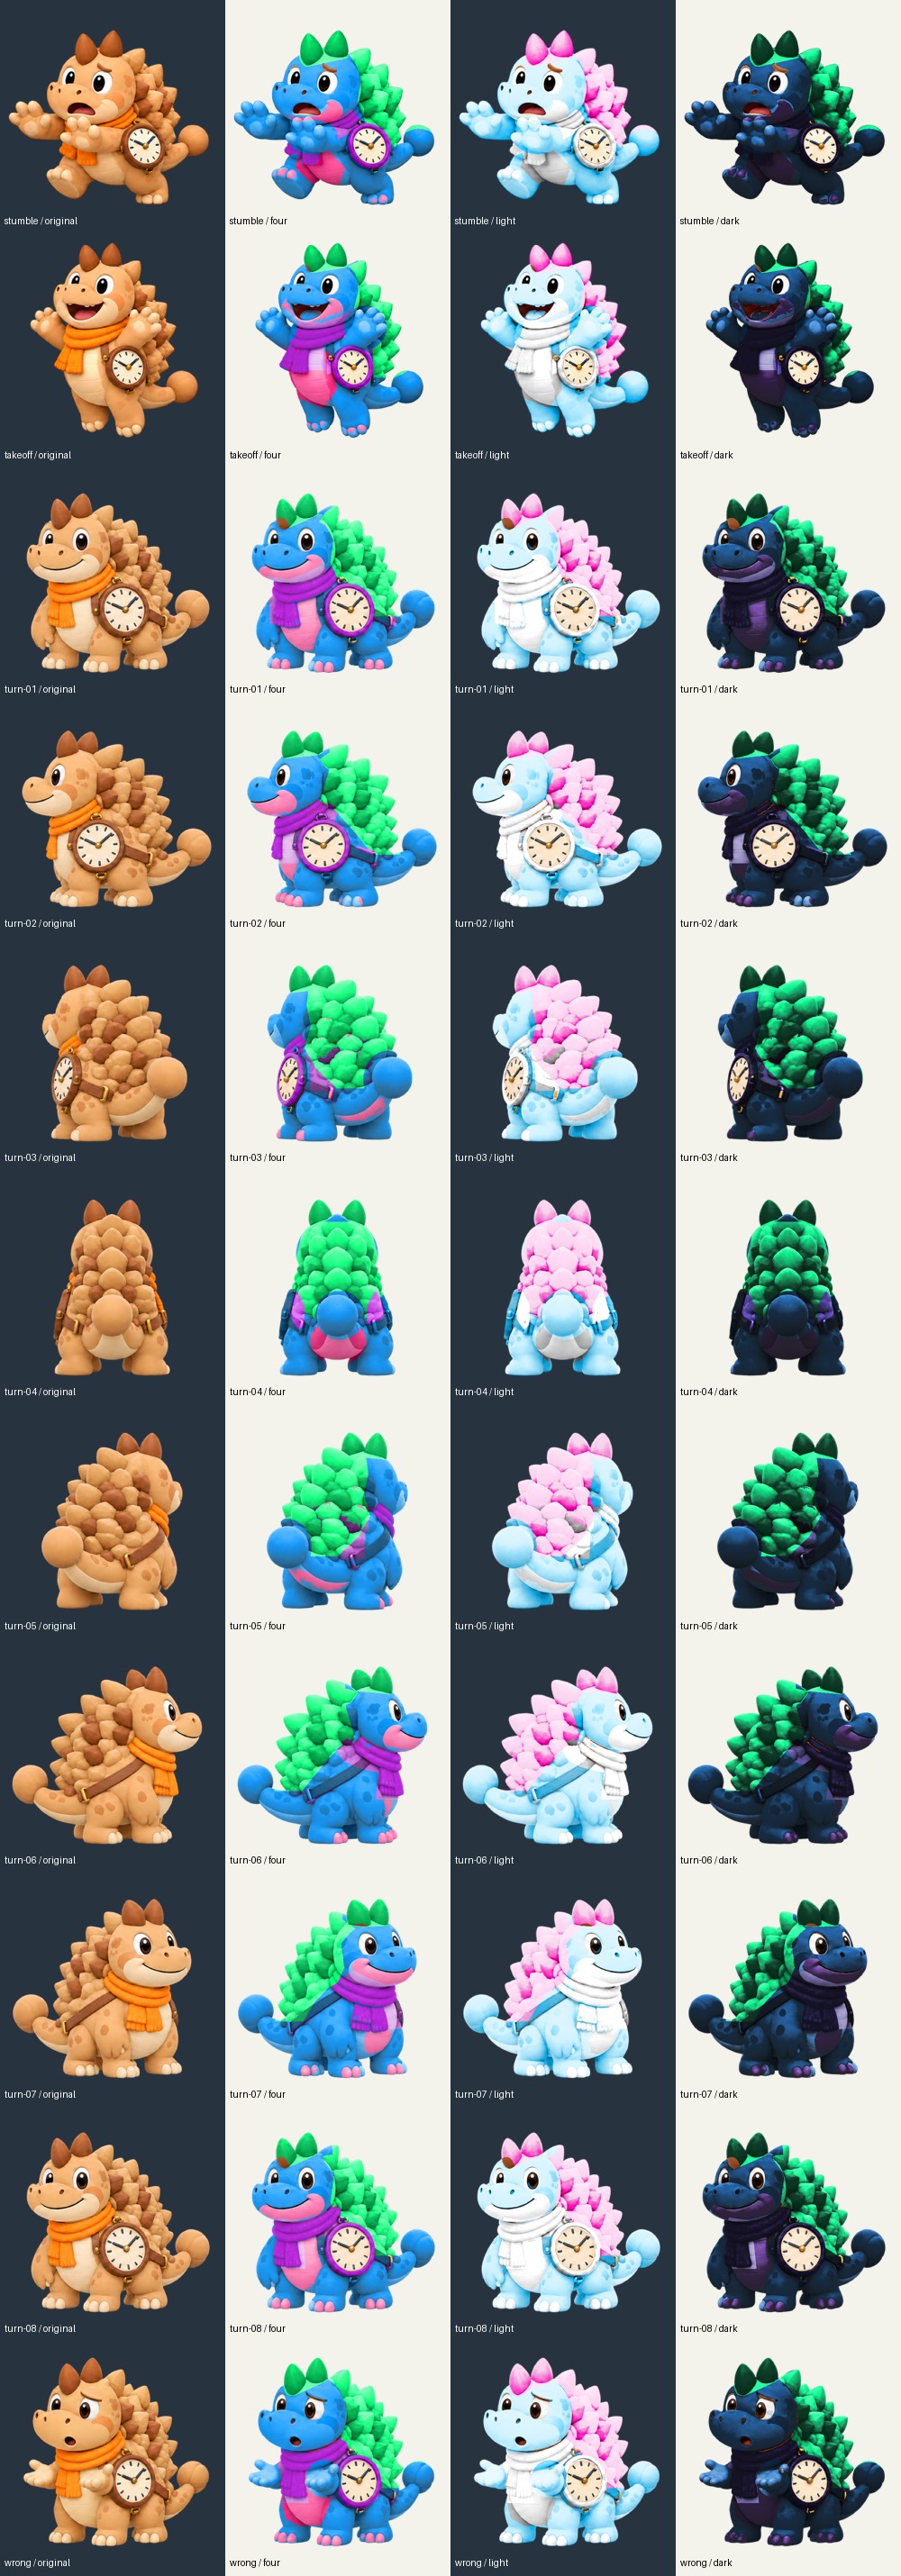 stumble / original
stumble / four
stumble / light
stumble / dark
takeoff / original
takeoff / four
takeoff / light
takeoff / dark
turn-01 / original
turn-01 / four
turn-01 / light
turn-01 / dark
turn-02 / original
turn-02 / four
turn-02 / light
turn-02 / dark
turn-03 / original
turn-03 / four
turn-03 / light
turn-03 / dark
turn-04 / original
turn-04 / four
turn-04 / light
turn-04 / dark
turn-05 / original
turn-05 / four
turn-05 / light
turn-05 / dark
turn-06 / original
turn-06 / four
turn-06 / light
turn-06 / dark
turn-07 / original
turn-07 / four
turn-07 / light
turn-07 / dark
turn-08 / original
turn-08 / four
turn-08 / light
turn-08 / dark
wrong / original
wrong / four
wrong / light
wrong / dark